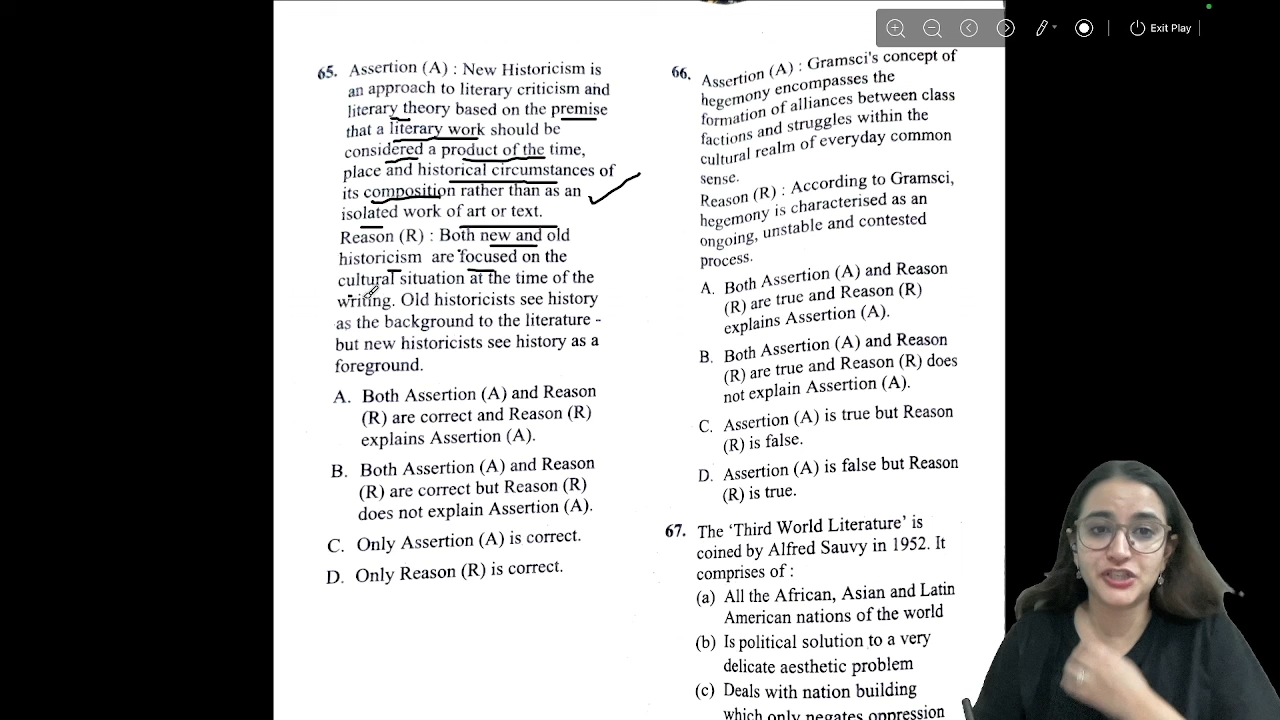 Exit Play
65. Assertion (A) : New Historicism is
an approach to literary criticism and
literary theory based on the premise
that a literary work should be
considered a product of the time,
place and historical circumstances of
its composition rather than as an
isolated work of art or text.
Reason (R) : Both new and old
historicism are focused on the
cultural situation at the time of the
writing. Old historicists see history
as the background to the literature -
but new historicists see history as a
foreground.
A. Both Assertion (A) and Reason
(R) are correct and Reason (R)
explains Assertion (A).
B. Both Assertion (A) and Reason
(R) are correct but Reason (R)
does not explain Assertion (A).
C. Only Assertion (A) is correct.
D. Only Reason (R) is correct.
66. Assertion (A) : Gramsci's concept of
hegemony encompasses the
formation of alliances between class
factions and struggles within the
cultural realm of everyday common
sense.
Reason (R) : According to Gramsci,
hegemony is characterised as an
ongoing, unstable and contested
process.
A. Both Assertion (A) and Reason
(R) are true and Reason (R)
explains Assertion (A).
B. Both Assertion (A) and Reason
(R) are true and Reason (R) does
not explain Assertion (A).
C. Assertion (A) is true but Reason
(R) is false.
D. Assertion (A) is false but Reason
(R) is true.
67. The ‘Third World Literature’ is
coined by Alfred Sauvy in 1952. It
comprises of :
(a) All the African, Asian and Latin
American nations of the world
(b) Is political solution to a very
delicate aesthetic problem
(c) Deals with nation building
which only negates oppression